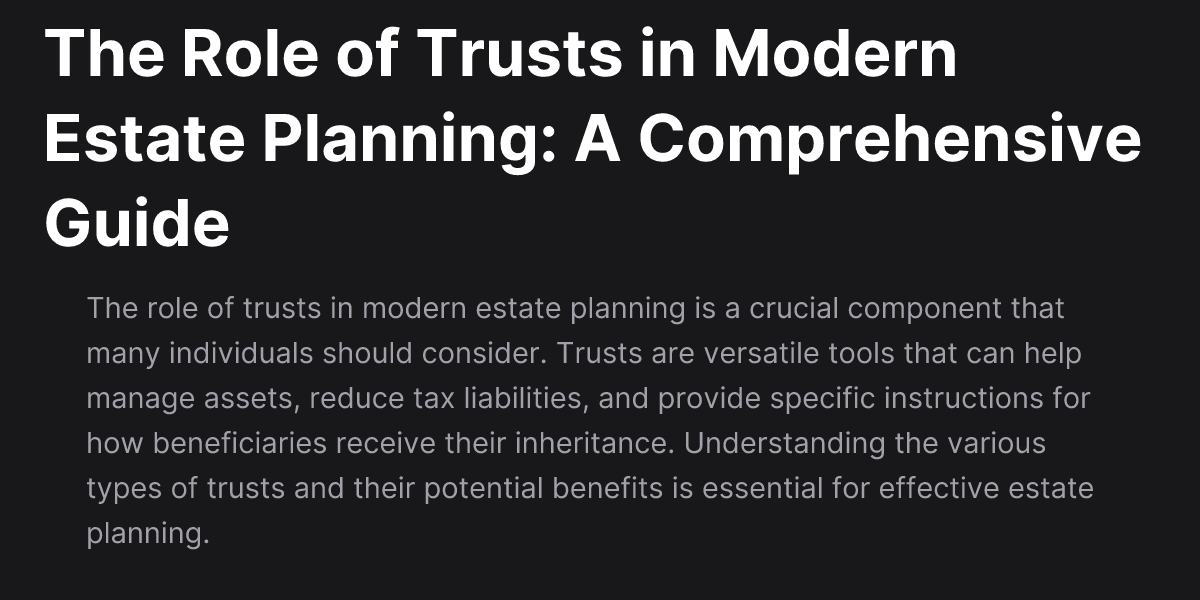 The Role of Trusts in Modern
Estate Planning: A Comprehensive
Guide
The role of trusts in modern estate planning is a crucial component that
many individuals should consider. Trusts are versatile tools that can help
manage assets, reduce tax liabilities, and provide specific instructions for
how beneficiaries receive their inheritance. Understanding the various
types of trusts and their potential benefits is essential for effective estate
planning.